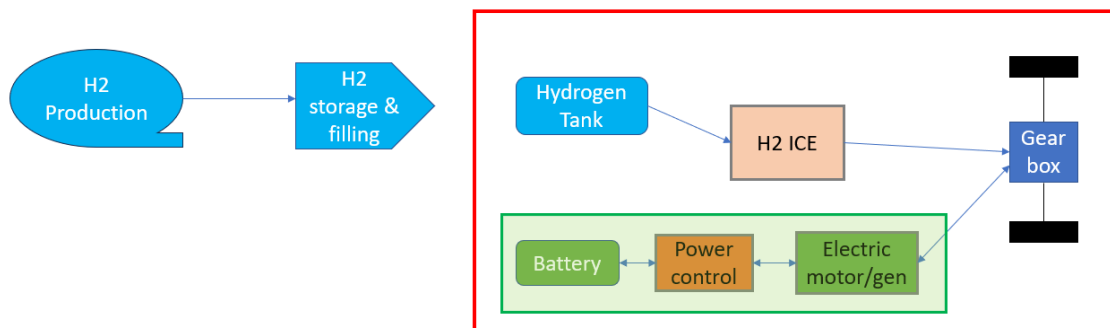 H2
Production
H2
storage &
filling
Hydrogen
Tank
H2 ICE
Gear
box
Battery
Power
control
Electric
motor/gen